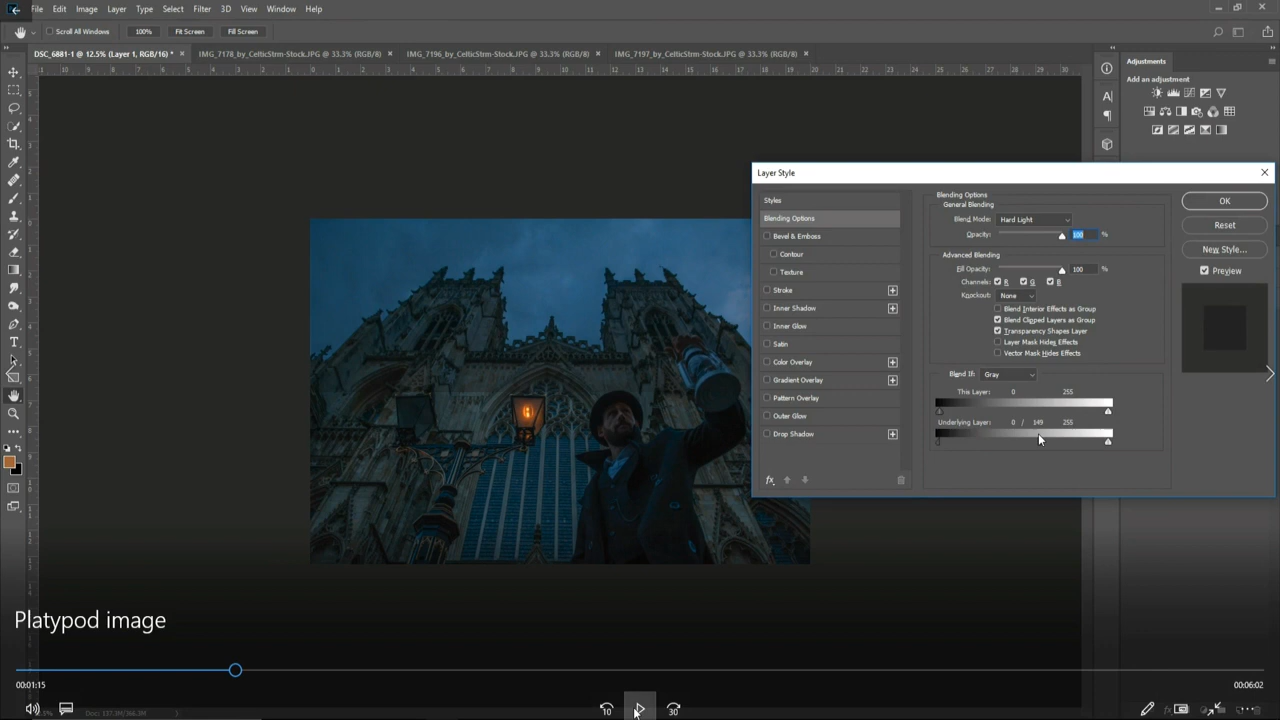 File Edit Image Layer Type Select Filter 3D View Window Help
Scroll All Windows 100% Fit Screen Fill Screen
DSC_6881-1 @ 12.5% (Layer 1, RGB/16) * × IMG_7178_by_CelticStrm-Stock.JPG @ 33.3% (RGB/8) × IMG_7196_by_CelticStrm-Stock.JPG @ 33.3% (RGB/8) × IMG_7197_by_CelticStrm-Stock.JPG @ 33.3% (RGB/8) ×
Adjustments
Add an adjustment
Layer Style
Styles
Blending Options
Bevel & Emboss
Contour
Texture
Stroke
Inner Shadow
Inner Glow
Satin
Color Overlay
Gradient Overlay
Pattern Overlay
Outer Glow
Drop Shadow
fx
Blending Options
General Blending
Blend Mode: Hard Light
Opacity: 100 %
Advanced Blending
Fill Opacity: 100 %
Channels: R G B
Knockout: None
Blend Interior Effects as Group
Blend Clipped Layers as Group
Transparency Shapes Layer
Layer Mask Hides Effects
Vector Mask Hides Effects
Blend If: Gray
This Layer: 0 255
Underlying Layer: 0 / 149 255
OK
Reset
New Style...
Preview
Platypod image
00:01:15 00:06:02
10 30